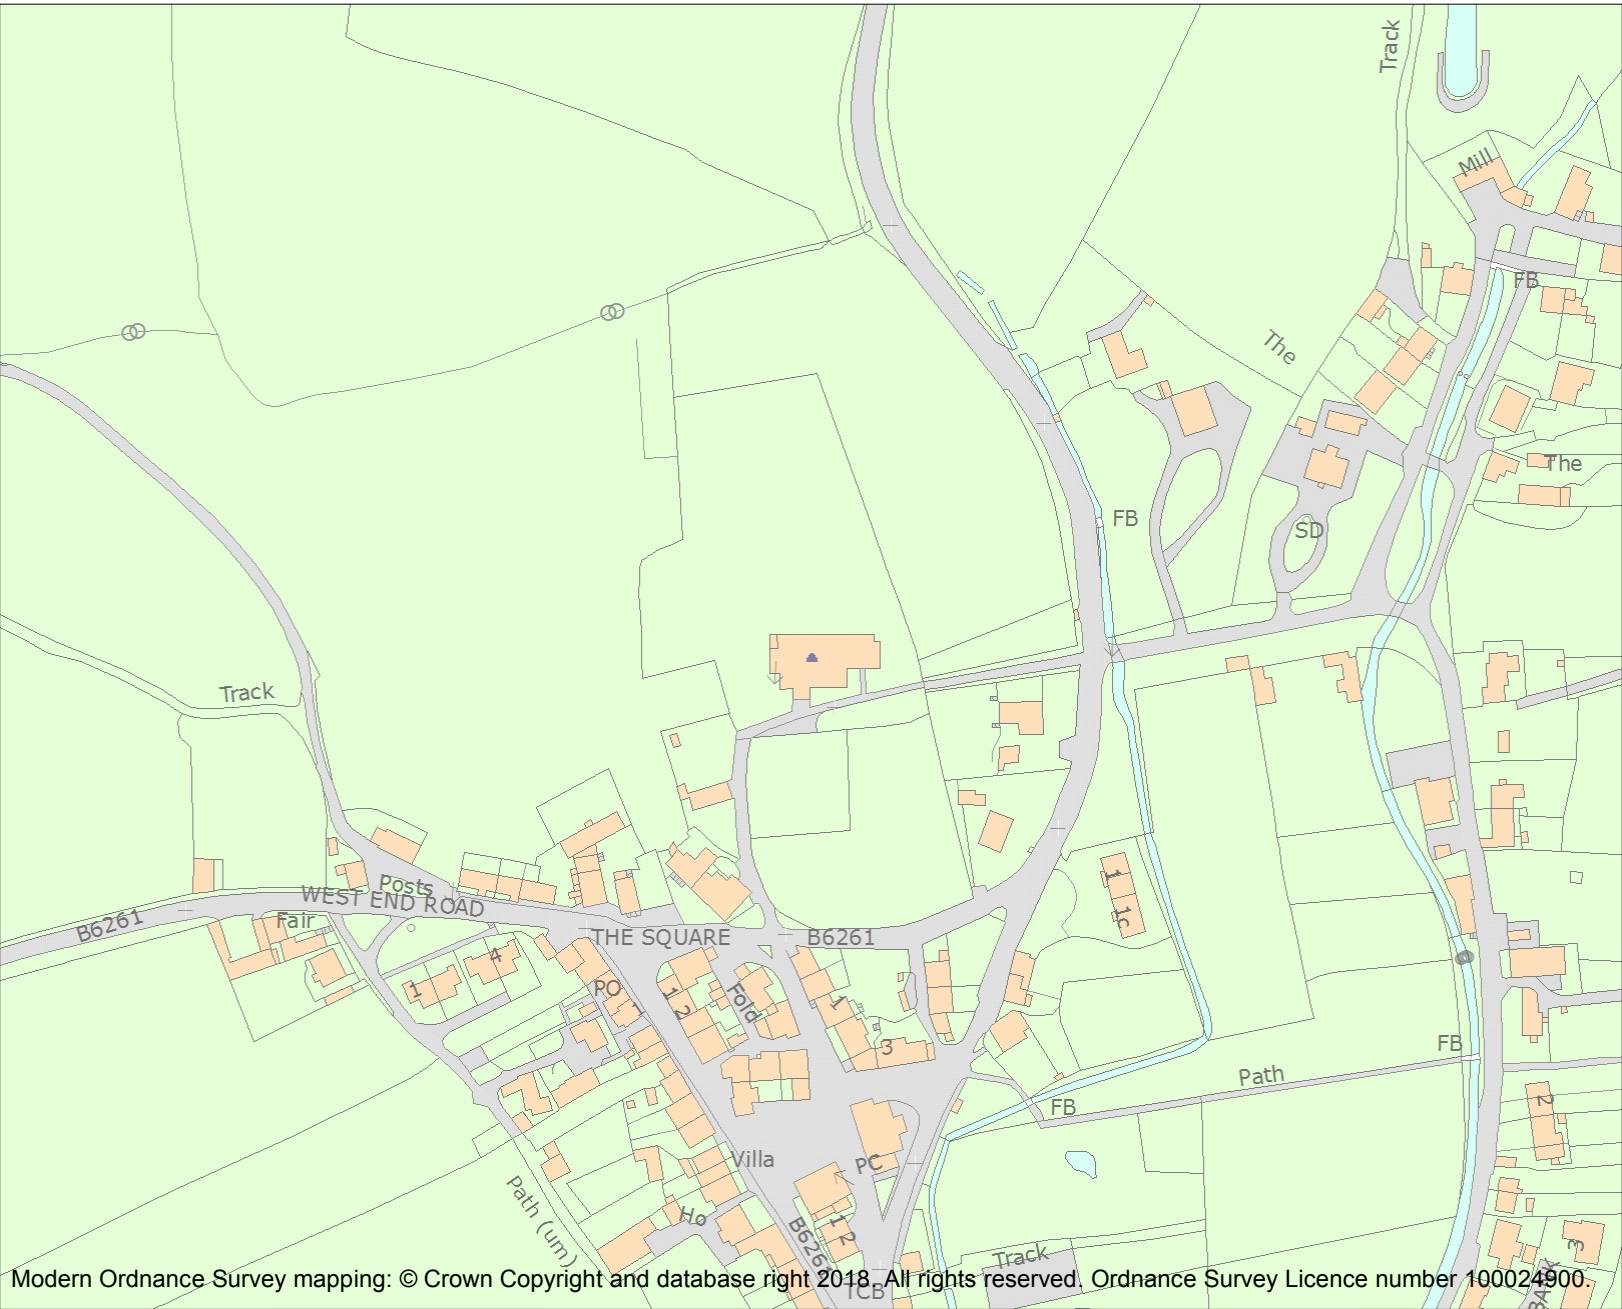 Track
Mill
FB
The
The
FB
SD
Track
Posts
WEST END ROAD
B6261
Fair
THE SQUARE
B6261
1
1c
4
1
PO
1
2
Fold
1
3
FB
Path
FB
2
Villa
PC
Path (um)
Ho
B6261
1
2
Track
3
Modern Ordnance Survey mapping: © Crown Copyright and database right 2018. All rights reserved. Ordnance Survey Licence number 100024900.
TCB
BANK